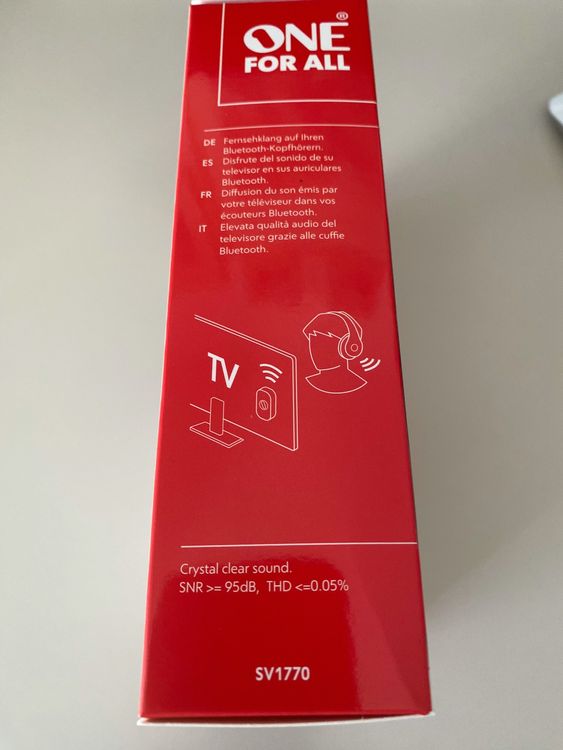 ONE®
FOR ALL
DE Fernsehklang auf Ihren
Bluetooth-Kopfhörern.
ES Disfrute del sonido de su
televisor en sus auriculares
Bluetooth.
FR Diffusion du son émis par
votre téléviseur dans vos
écouteurs Bluetooth.
IT Elevata qualità audio del
televisore grazie alle cuffie
Bluetooth.
TV
Crystal clear sound.
SNR >= 95dB, THD <=0.05%
SV1770